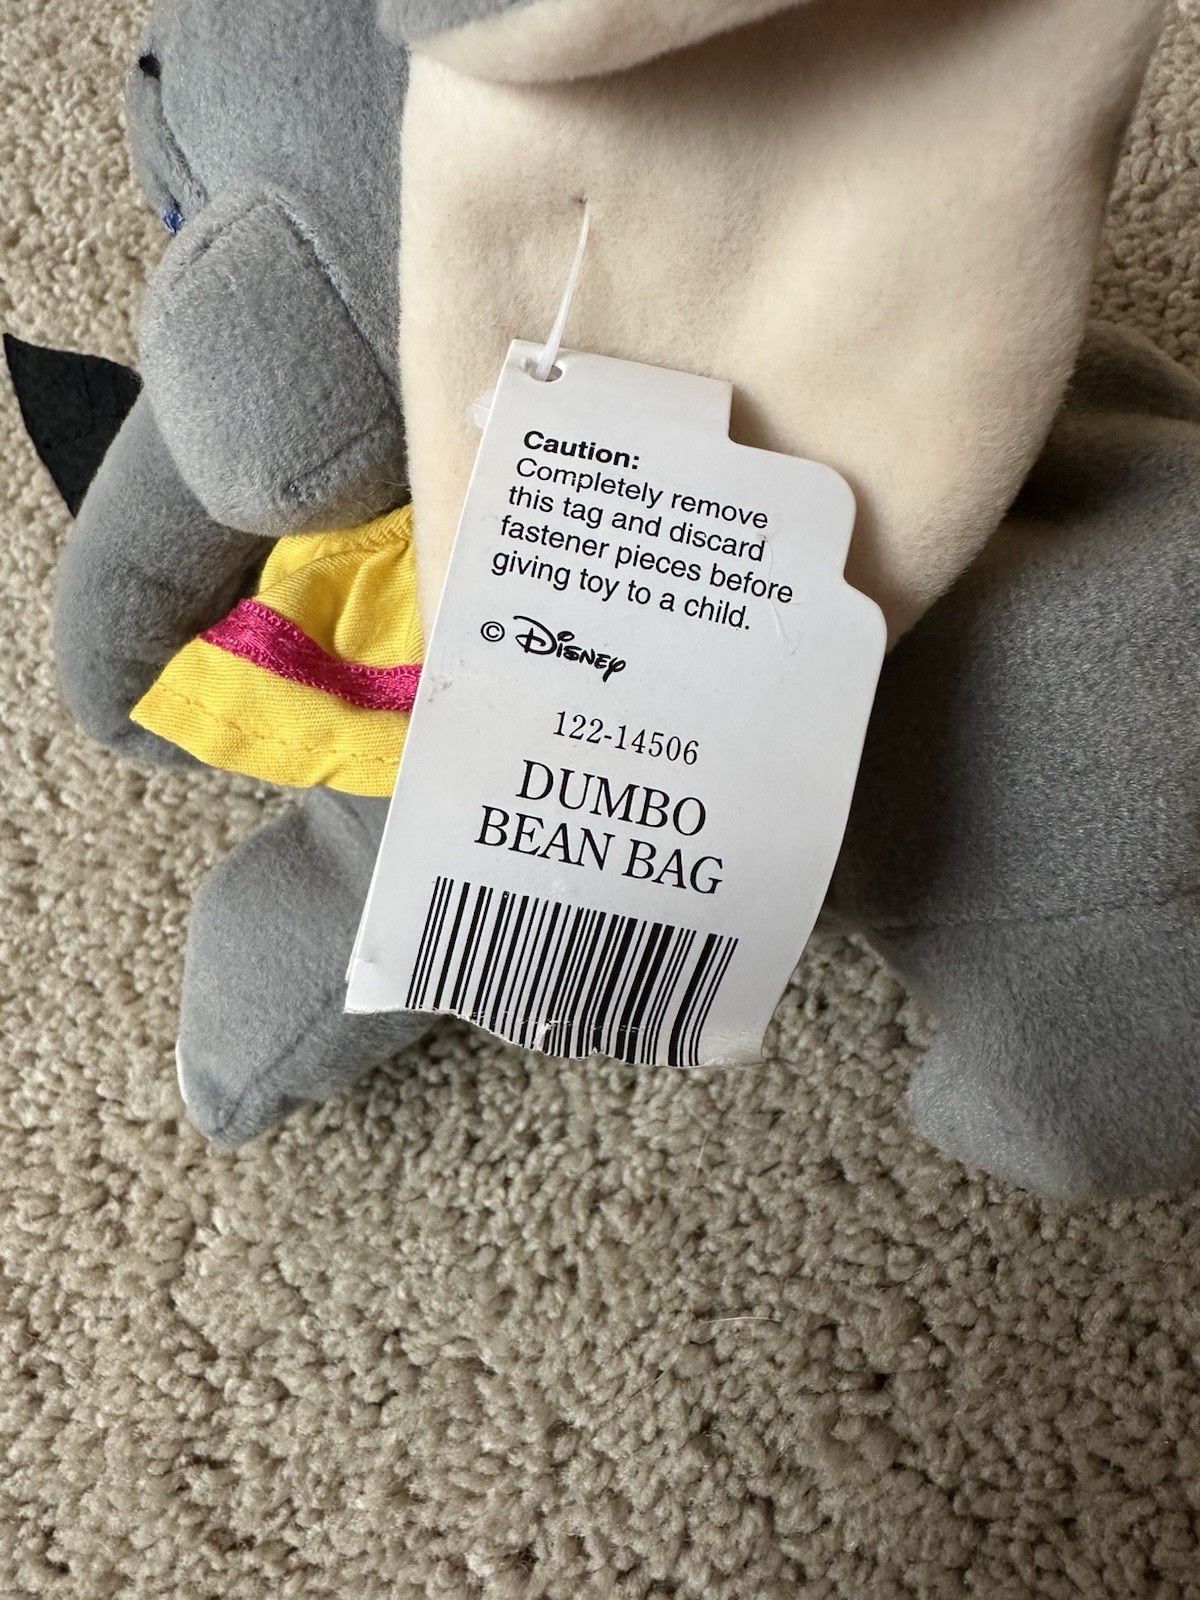 Caution:
Completely remove
this tag and discard
fastener pieces before
giving toy to a child.
© Disney
122-14506
DUMBO
BEAN BAG